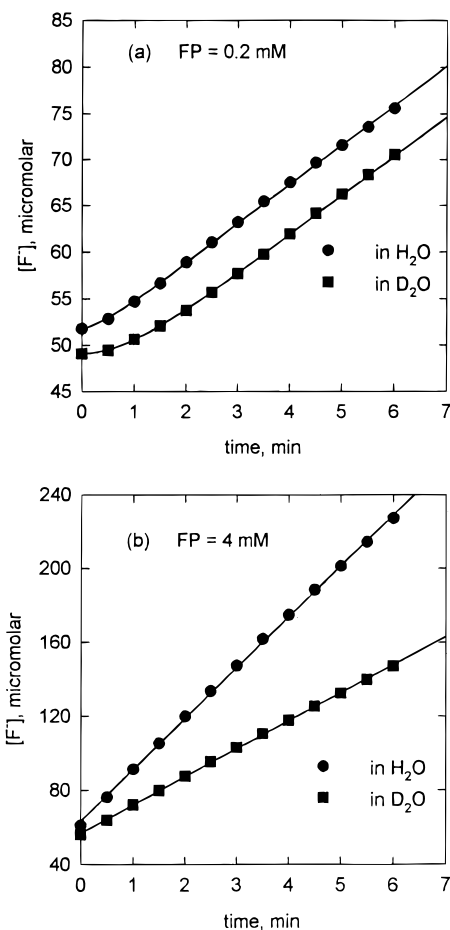 (a) FP = 0.2 mM
85
80
75
70
65
60
55
50
45
[F⁻], micromolar
in H₂O
in D₂O
0 1 2 3 4 5 6 7
time, min
(b) FP = 4 mM
240
200
160
120
80
40
[F⁻], micromolar
in H₂O
in D₂O
0 1 2 3 4 5 6 7
time, min